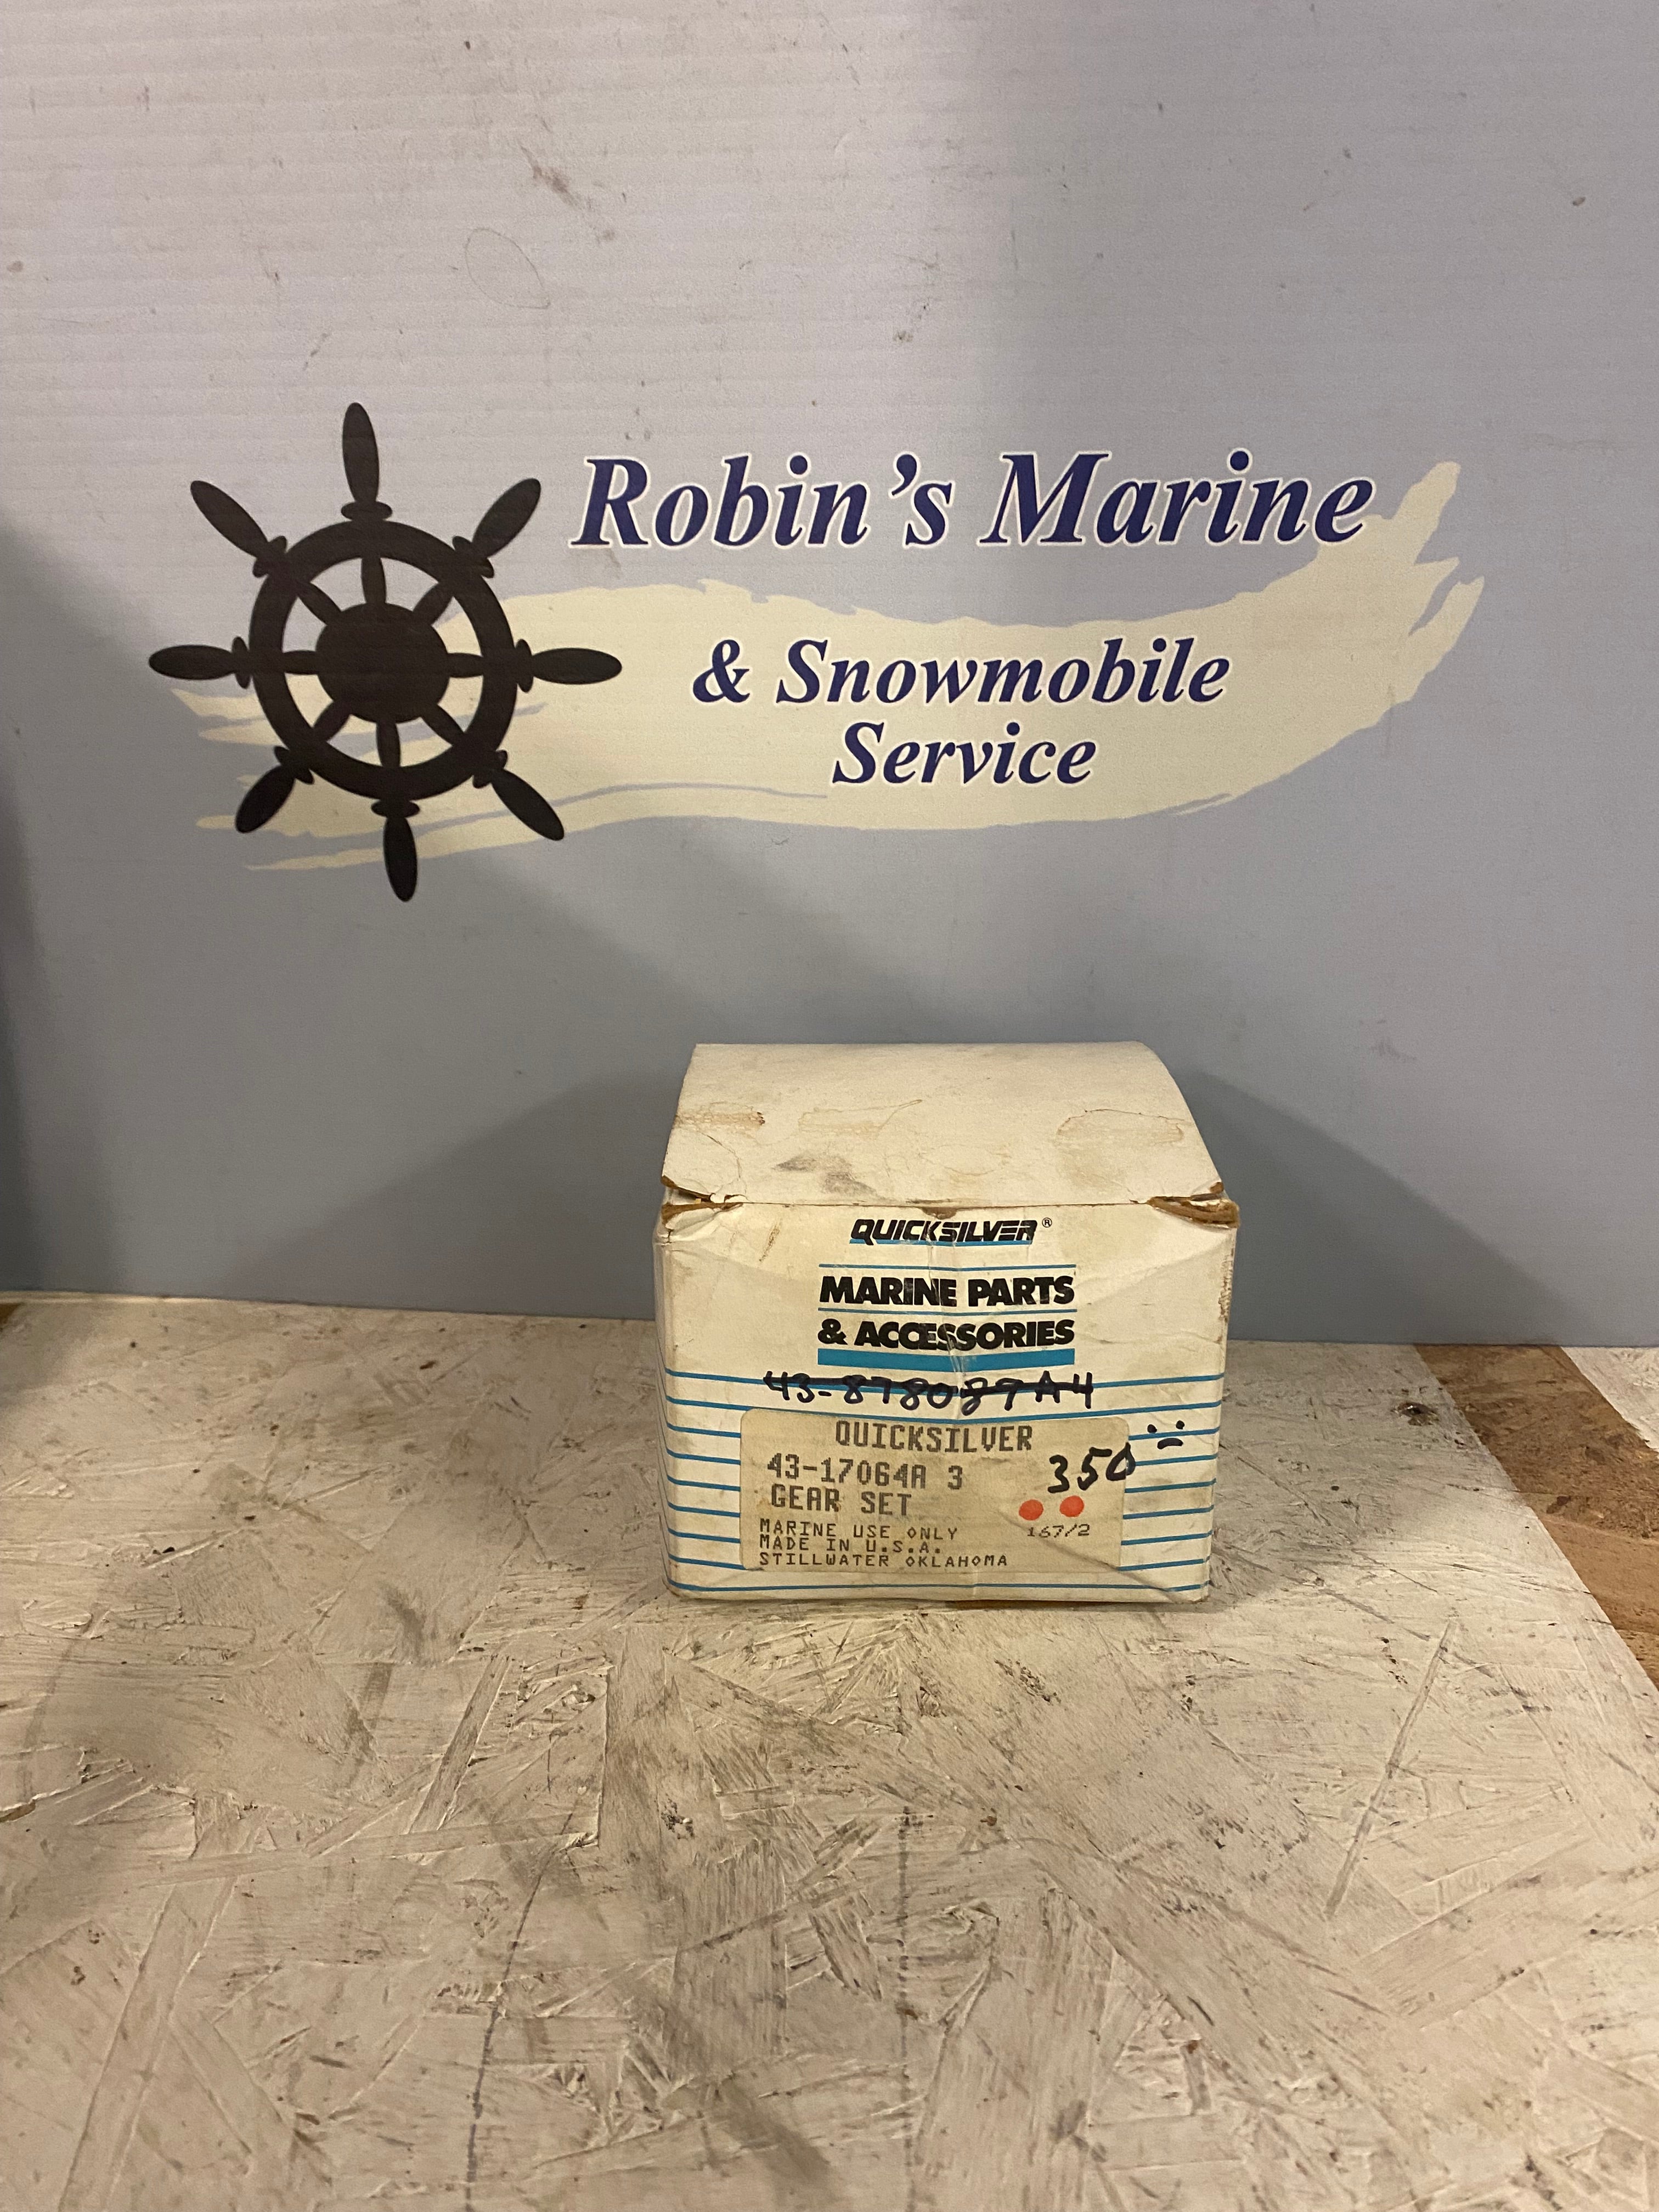 Robin's Marine
& Snowmobile
Service
QUICKSILVER®
MARINE PARTS
& ACCESSORIES
43-878087A4
QUICKSILVER
43-17064A 3
350
GEAR SET
MARINE USE ONLY
167/2
MADE IN U.S.A.
STILLWATER OKLAHOMA